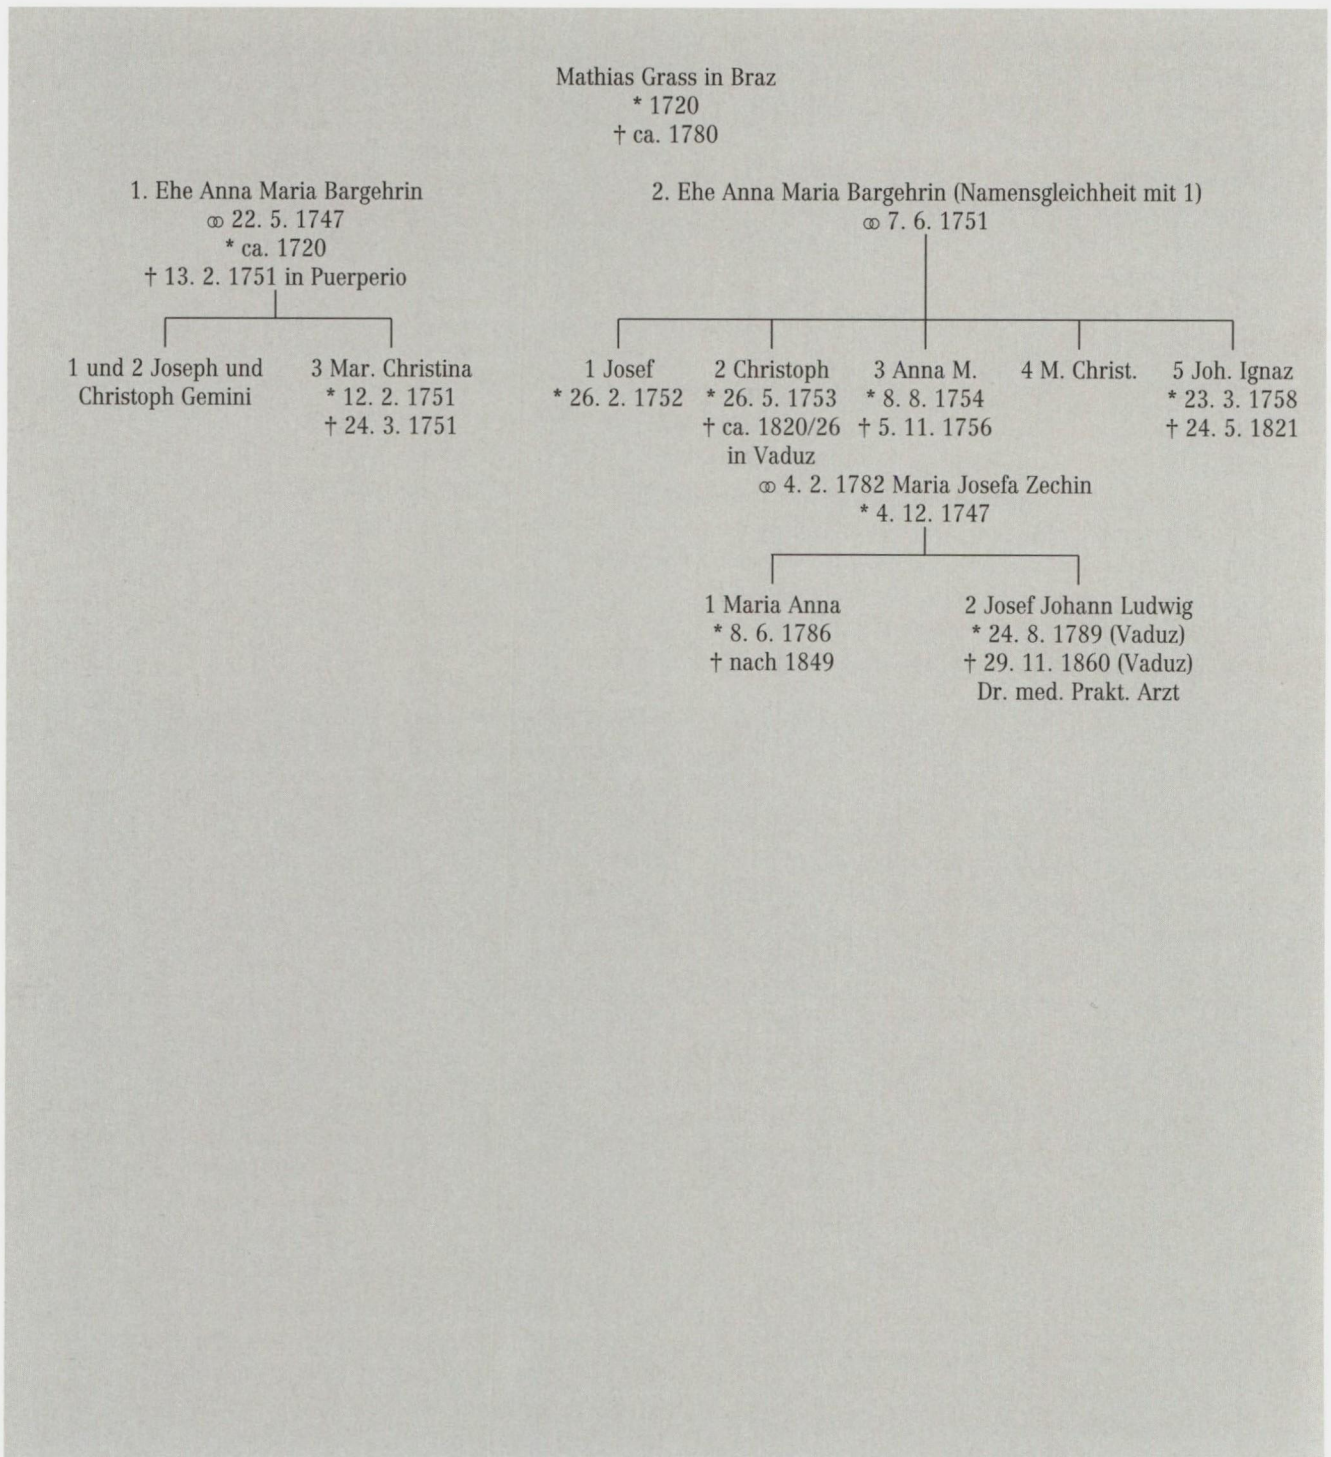 Mathias Grass in Braz
* 1720
† ca. 1780
1. Ehe Anna Maria Bargehrin
⚭ 22. 5. 1747
* ca. 1720
† 13. 2. 1751 in Puerperio
2. Ehe Anna Maria Bargehrin (Namensgleichheit mit 1)
⚭ 7. 6. 1751
1 und 2 Joseph und
Christoph Gemini
3 Mar. Christina
* 12. 2. 1751
† 24. 3. 1751
1 Josef
* 26. 2. 1752
2 Christoph
* 26. 5. 1753
† ca. 1820/26
in Vaduz
3 Anna M.
* 8. 8. 1754
† 5. 11. 1756
4 M. Christ.
5 Joh. Ignaz
* 23. 3. 1758
† 24. 5. 1821
⚭ 4. 2. 1782 Maria Josefa Zechin
* 4. 12. 1747
1 Maria Anna
* 8. 6. 1786
† nach 1849
2 Josef Johann Ludwig
* 24. 8. 1789 (Vaduz)
† 29. 11. 1860 (Vaduz)
Dr. med. Prakt. Arzt